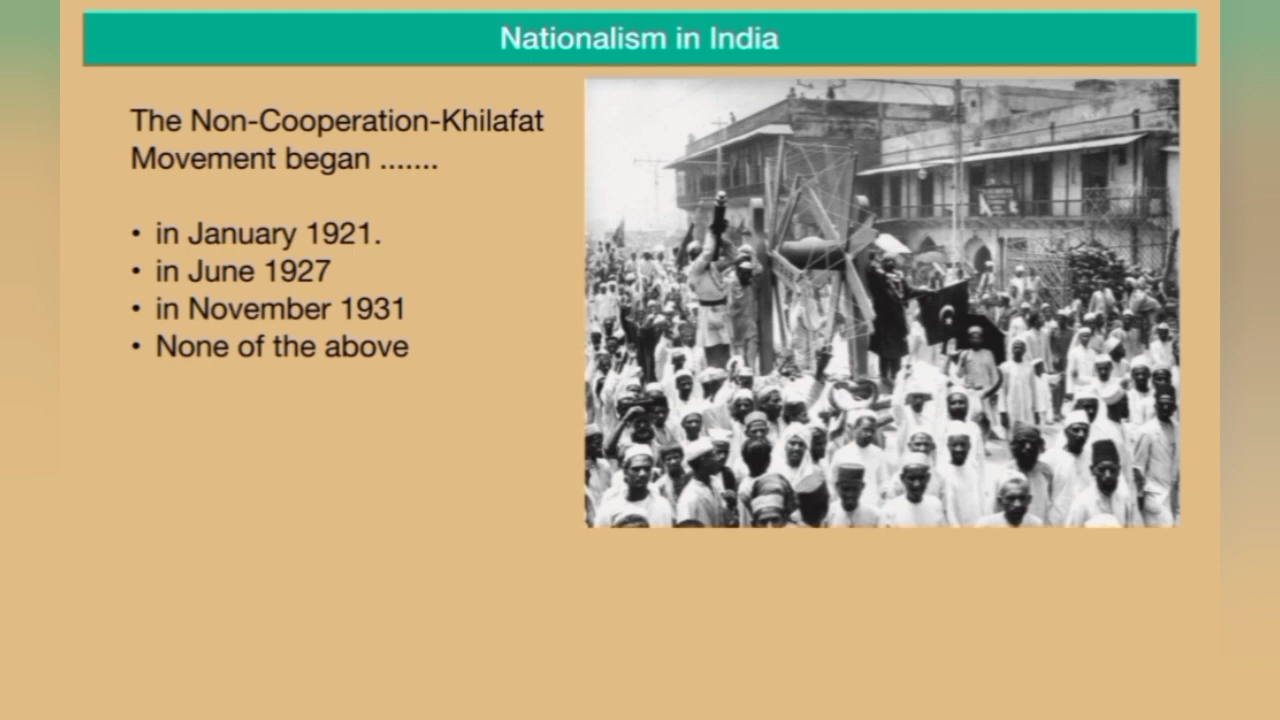 Nationalism in India
The Non-Cooperation-Khilafat
Movement began .......
• in January 1921.
• in June 1927
• in November 1931
• None of the above